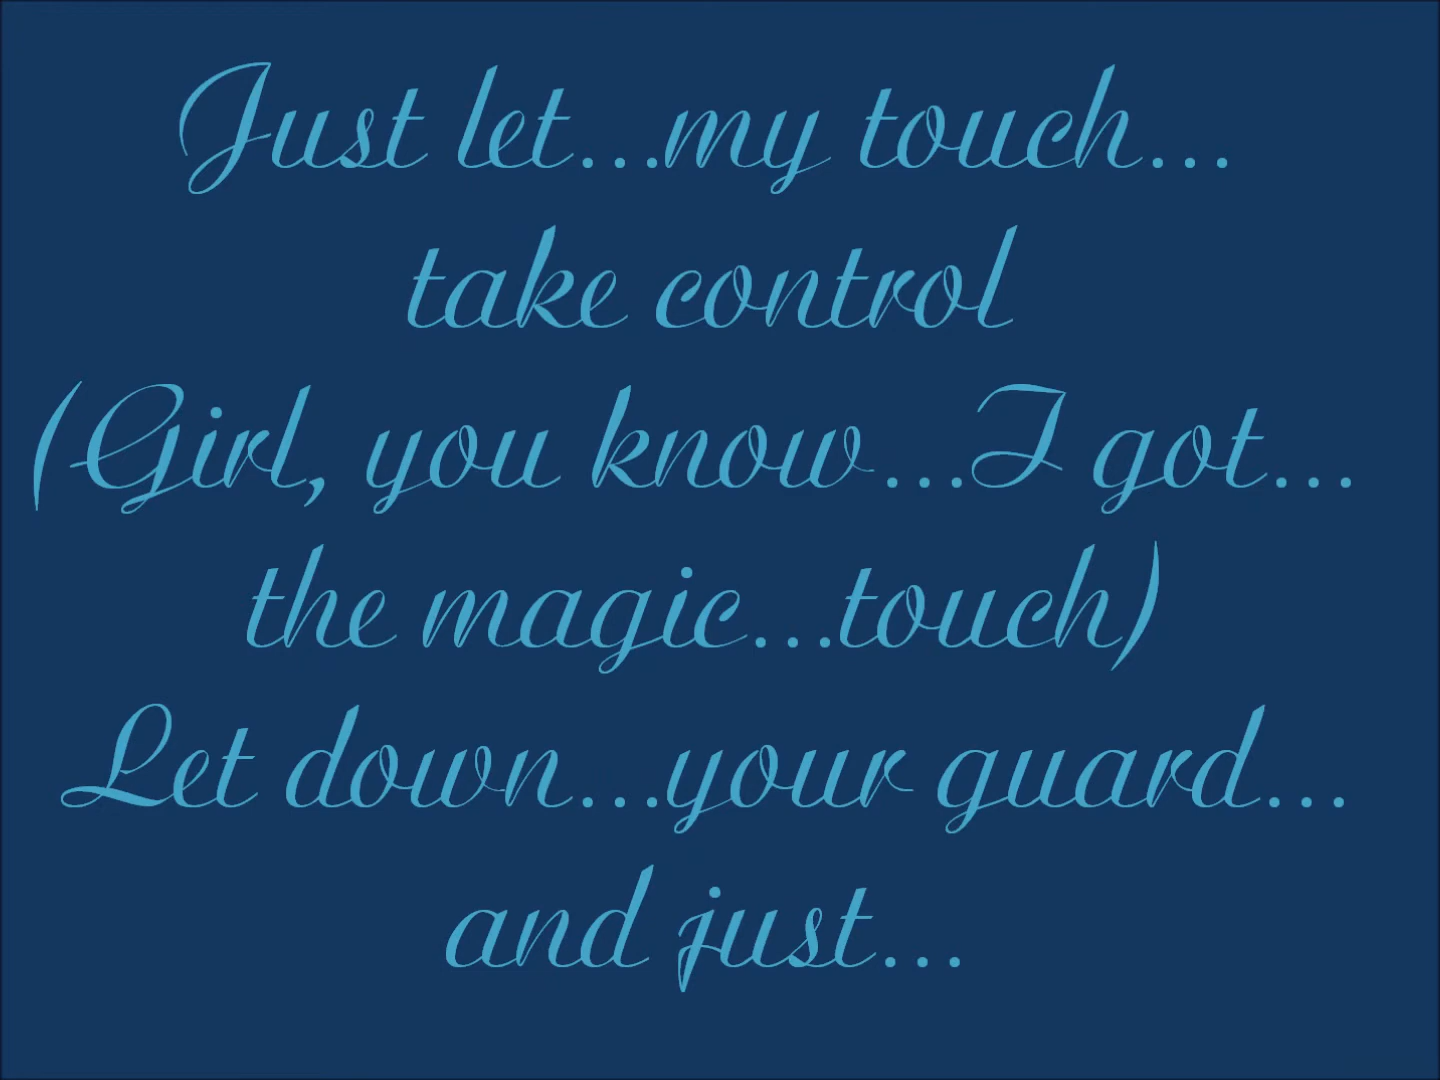 Just let...my touch...
take control
(Girl, you know...I got...
the magic...touch)
Let down...your guard...
and just...